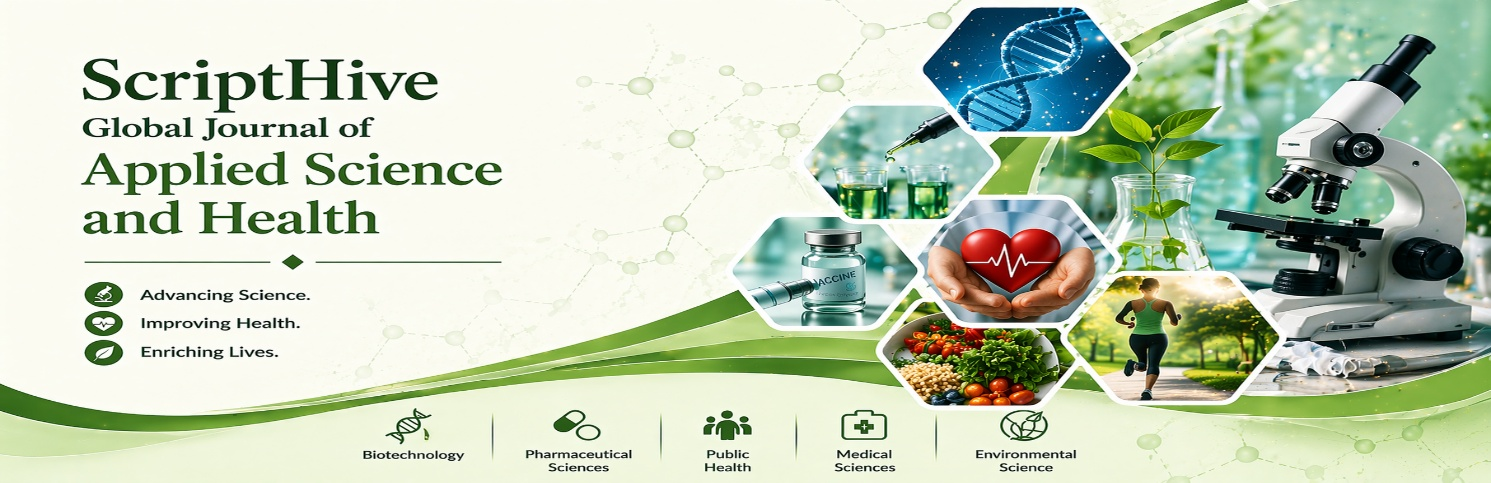 ScriptHive
Global Journal of
Applied Science
and Health
Advancing Science.
Improving Health.
Enriching Lives.
VACCINE
Biotechnology
Pharmaceutical
Sciences
Public
Health
Medical
Sciences
Environmental
Science